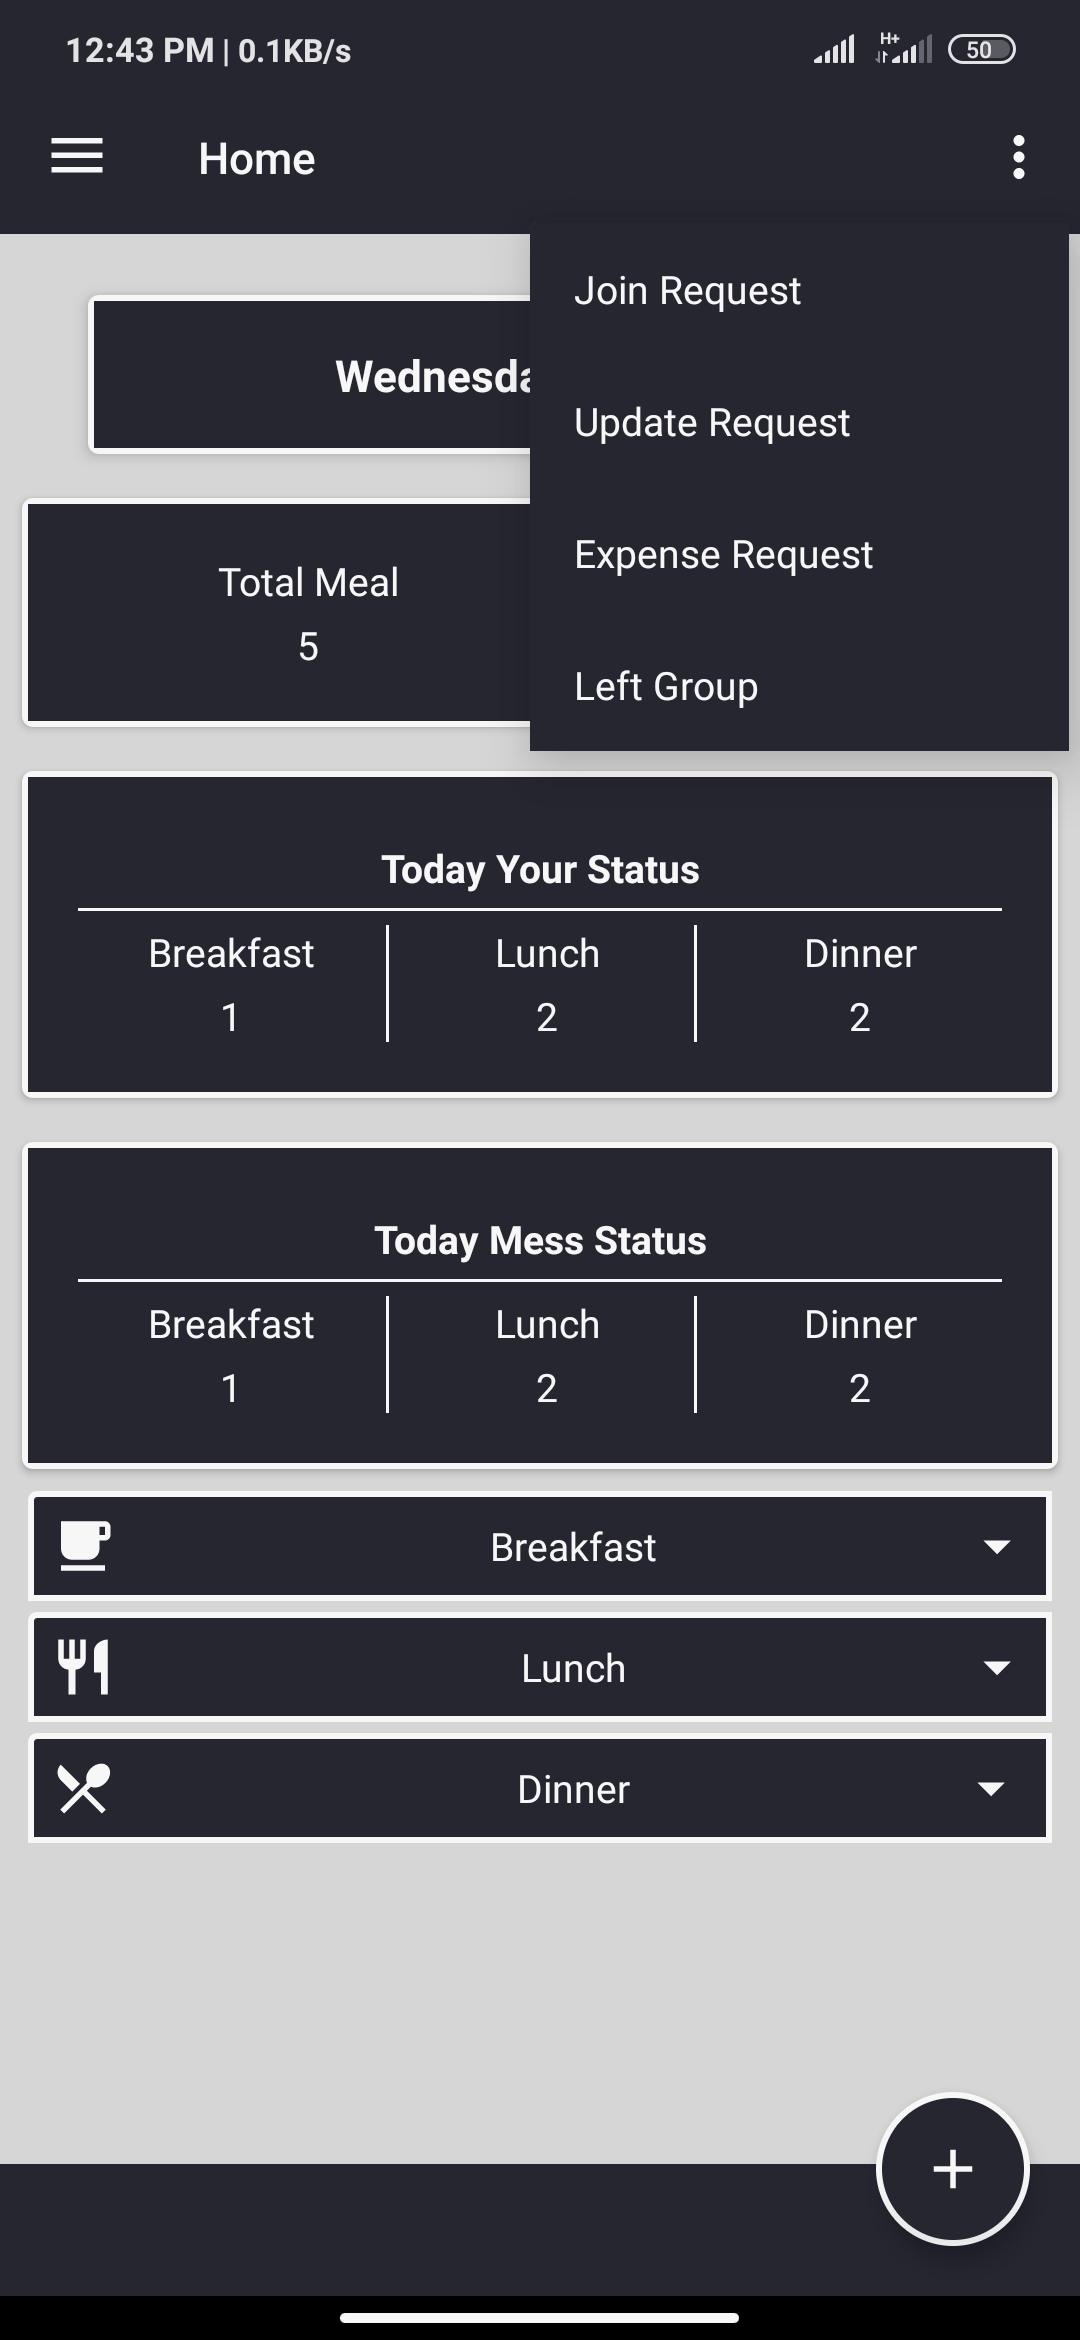 12:43 PM | 0.1KB/s
H+
50
Home
Join Request
Update Request
Expense Request
Left Group
Total Meal
5
Today Your Status
Breakfast Lunch Dinner
1 2 2
Today Mess Status
Breakfast Lunch Dinner
1 2 2
Breakfast
Lunch
Dinner